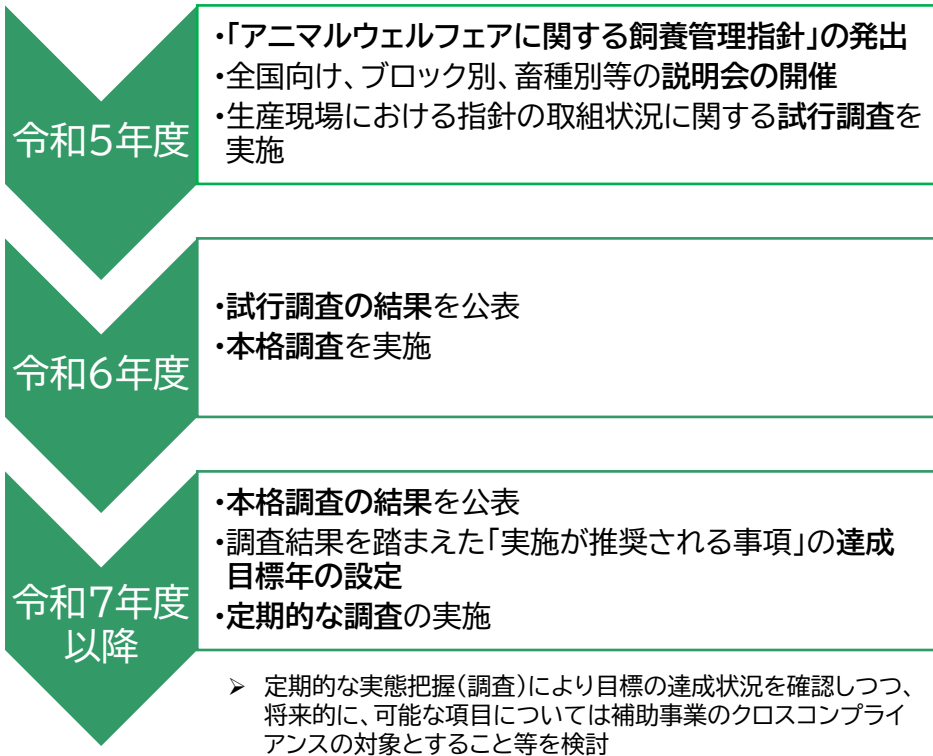 令和5年度
・「アニマルウェルフェアに関する飼養管理指針」の発出
・全国向け、ブロック別、畜種別等の説明会の開催
・生産現場における指針の取組状況に関する試行調査を
実施
令和6年度
・試行調査の結果を公表
・本格調査を実施
令和7年度
以降
・本格調査の結果を公表
・調査結果を踏まえた「実施が推奨される事項」の達成
目標年の設定
・定期的な調査の実施
➢ 定期的な実態把握(調査)により目標の達成状況を確認しつつ、
将来的に、可能な項目については補助事業のクロスコンプライ
アンスの対象とすること等を検討